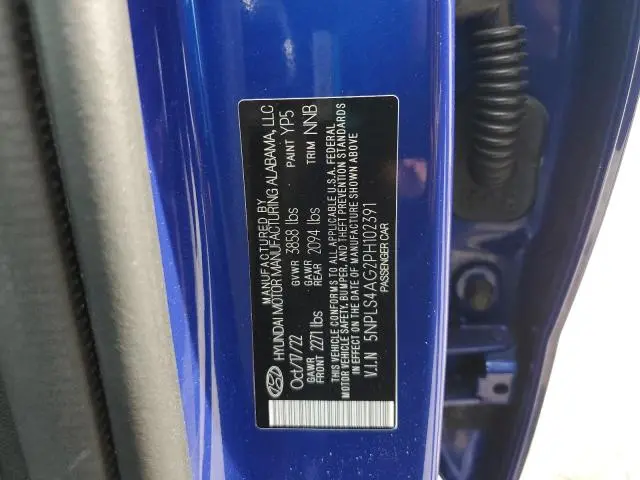 MANUFACTURED BY
HYUNDAI MOTOR MANUFACTURING ALABAMA, LLC
Oct/17/22 GVWR 3858 lbs PAINT YP5
GAWR FRONT 2271 lbs GAWR REAR 2094 lbs TRIM NNB
THIS VEHICLE CONFORMS TO ALL APPLICABLE U.S.A. FEDERAL
MOTOR VEHICLE SAFETY, BUMPER, AND THEFT PREVENTION STANDARDS
IN EFFECT ON THE DATE OF MANUFACTURE SHOWN ABOVE
V.I.N 5NPLS4AG2PH102391
PASSENGER CAR